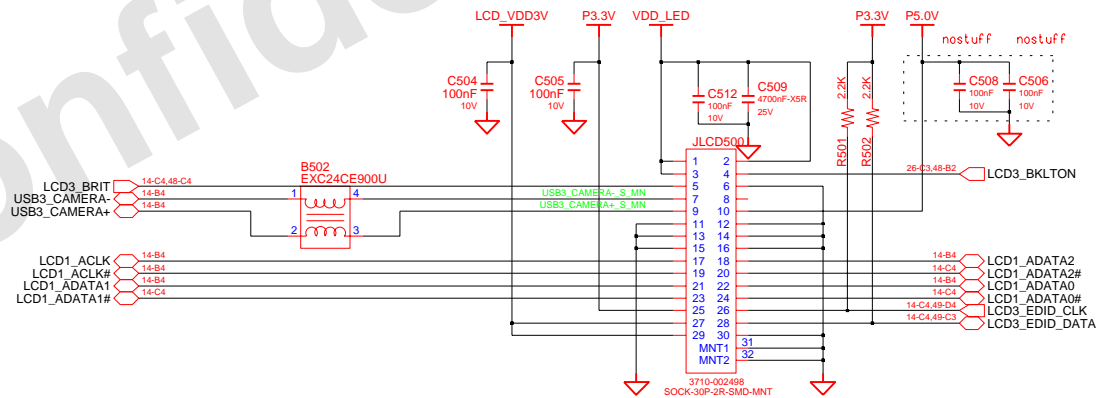 LCD_VDD3V P3.3V VDD_LED P3.3V P5.0V
nostuff nostuff
C504
100nF
10V
C505
100nF
10V
C512
100nF
10V
C509
4700nF-X5R
25V
2.2K
R501
2.2K
R502
C508
100nF
10V
C506
100nF
10V
onfide
JLCD500
B502
EXC24CE900U
LCD3_BRIT 14-C4,48-C4
USB3_CAMERA- 14-B4 1 4 USB3_CAMERA-_S_MN
USB3_CAMERA+ 14-B4 2 3 USB3_CAMERA+_S_MN
LCD1_ACLK 14-B4
LCD1_ACLK# 14-B4
LCD1_ADATA1 14-B4
LCD1_ADATA1# 14-C4
1 2
3 4
5 6
7 8
9 10
11 12
13 14
15 16
17 18
19 20
21 22
23 24
25 26
27 28
29 30
MNT1 31
MNT2 32
26-C3,48-B2 LCD3_BKLTON
14-B4 LCD1_ADATA2
14-C4 LCD1_ADATA2#
14-B4 LCD1_ADATA0
14-C4 LCD1_ADATA0#
14-C4,49-D4 LCD3_EDID_CLK
14-C4,49-C3 LCD3_EDID_DATA
3710-002498
SOCK-30P-2R-SMD-MNT